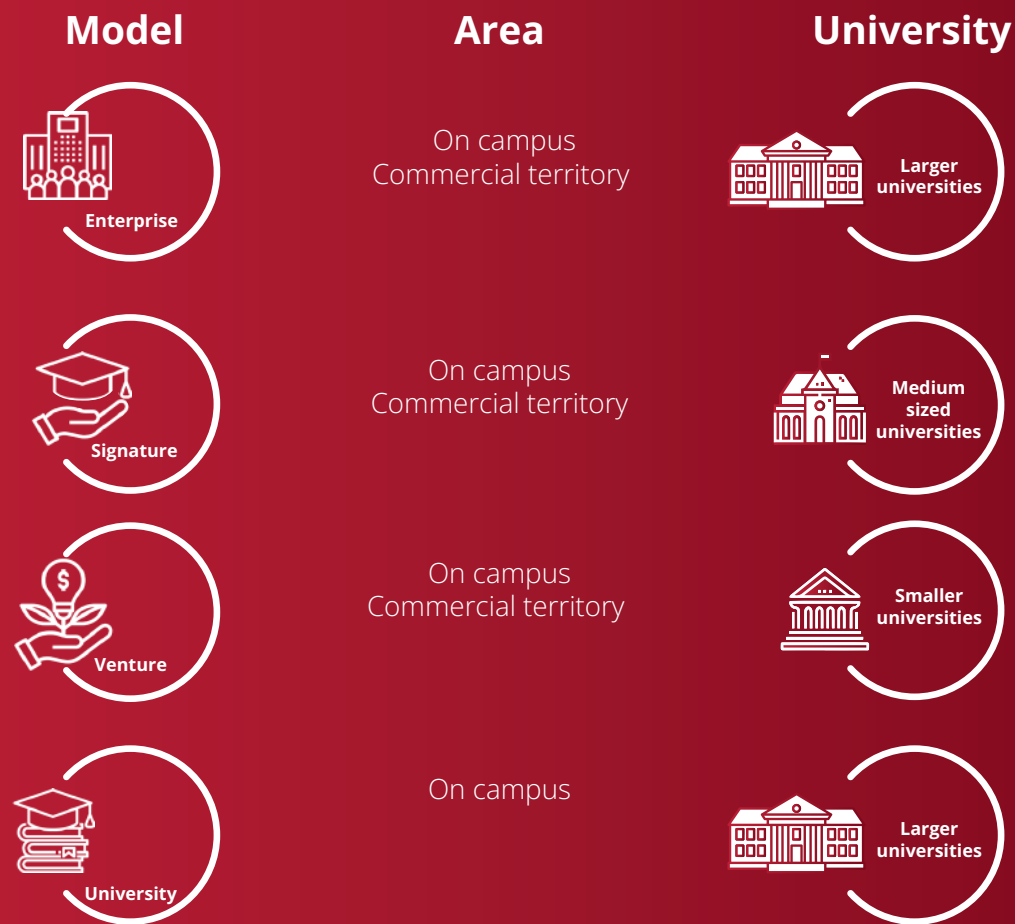 Model Area University
On campus
Commercial territory
Enterprise
Larger
universities
On campus
Commercial territory
Signature
Medium
sized
universities
On campus
Commercial territory
$
Venture
Smaller
universities
On campus
University
Larger
universities